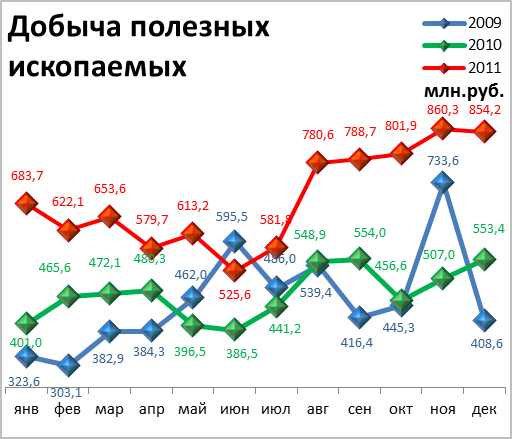 Добыча полезных
ископаемых
2009
2010
2011
млн.руб.
683,7 622,1 653,6 579,7 613,2 525,6 780,6 788,7 801,9 860,3 854,2
401,0 465,6 472,1 480,3 396,5 386,5 441,2 548,9 554,0 456,6 507,0 553,4
323,6 303,1 382,9 384,3 462,0 595,5 486,0 539,4 416,4 445,3 733,6 408,6
янв фев мар апр май июн июл авг сен окт ноя дек